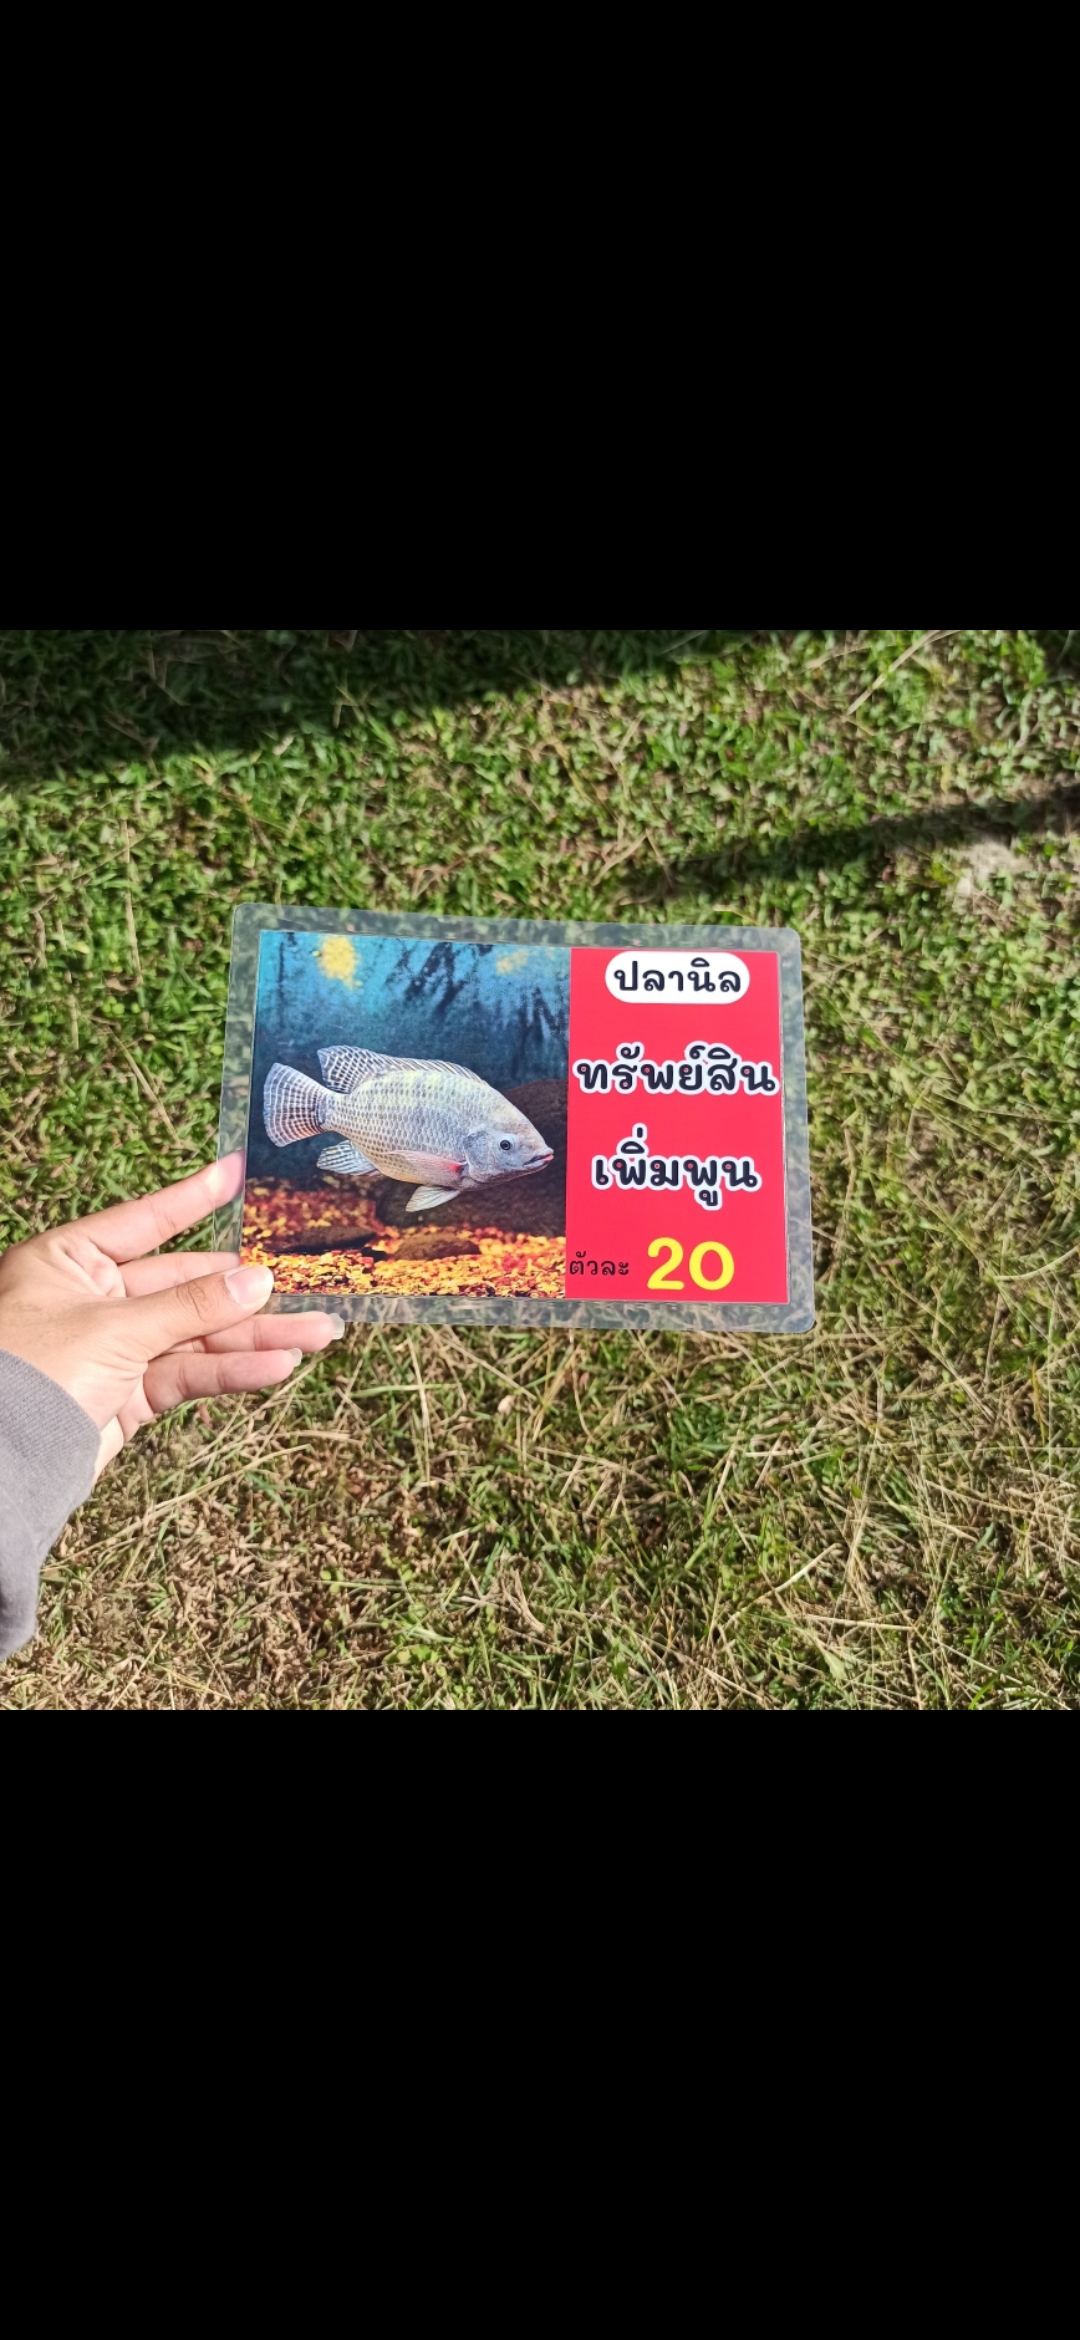 ปลานิล
ทรัพย์สิน
เพิ่มพูน
ตัวละ 20